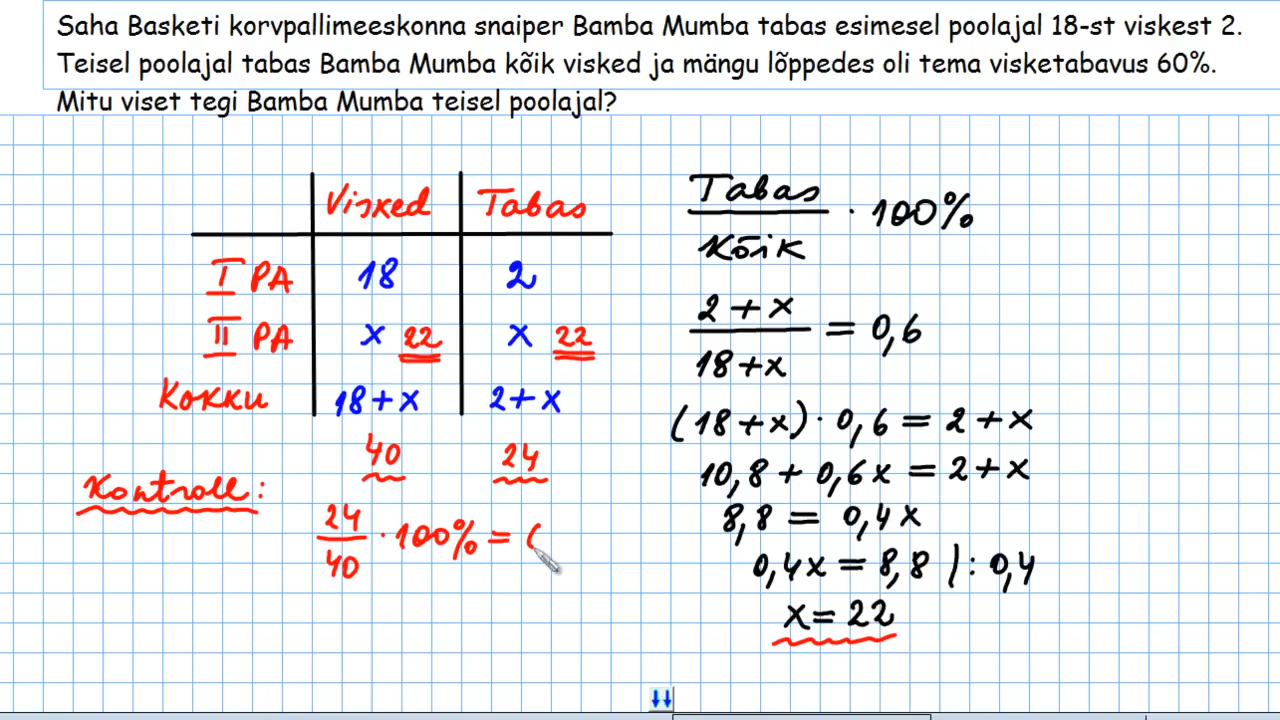 Saha Basketi korvpallimeeskonna snaiper Bamba Mumba tabas esimesel poolajal 18-st viskest 2.
Teisel poolajal tabas Bamba Mumba kõik visked ja mängu lõppedes oli tema visketabavus 60%.
Mitu viset tegi Bamba Mumba teisel poolajal?
Visked Tabas
I PA 18 2
II PA x 22 x 22
Kokku 18+x 2+x
40 24
Kontroll:
24/40 · 100% = (
Tabas/Kõik · 100%
2+x/18+x = 0,6
(18+x) · 0,6 = 2+x
10,8 + 0,6x = 2+x
8,8 = 0,4x
0,4x = 8,8 |: 0,4
x = 22